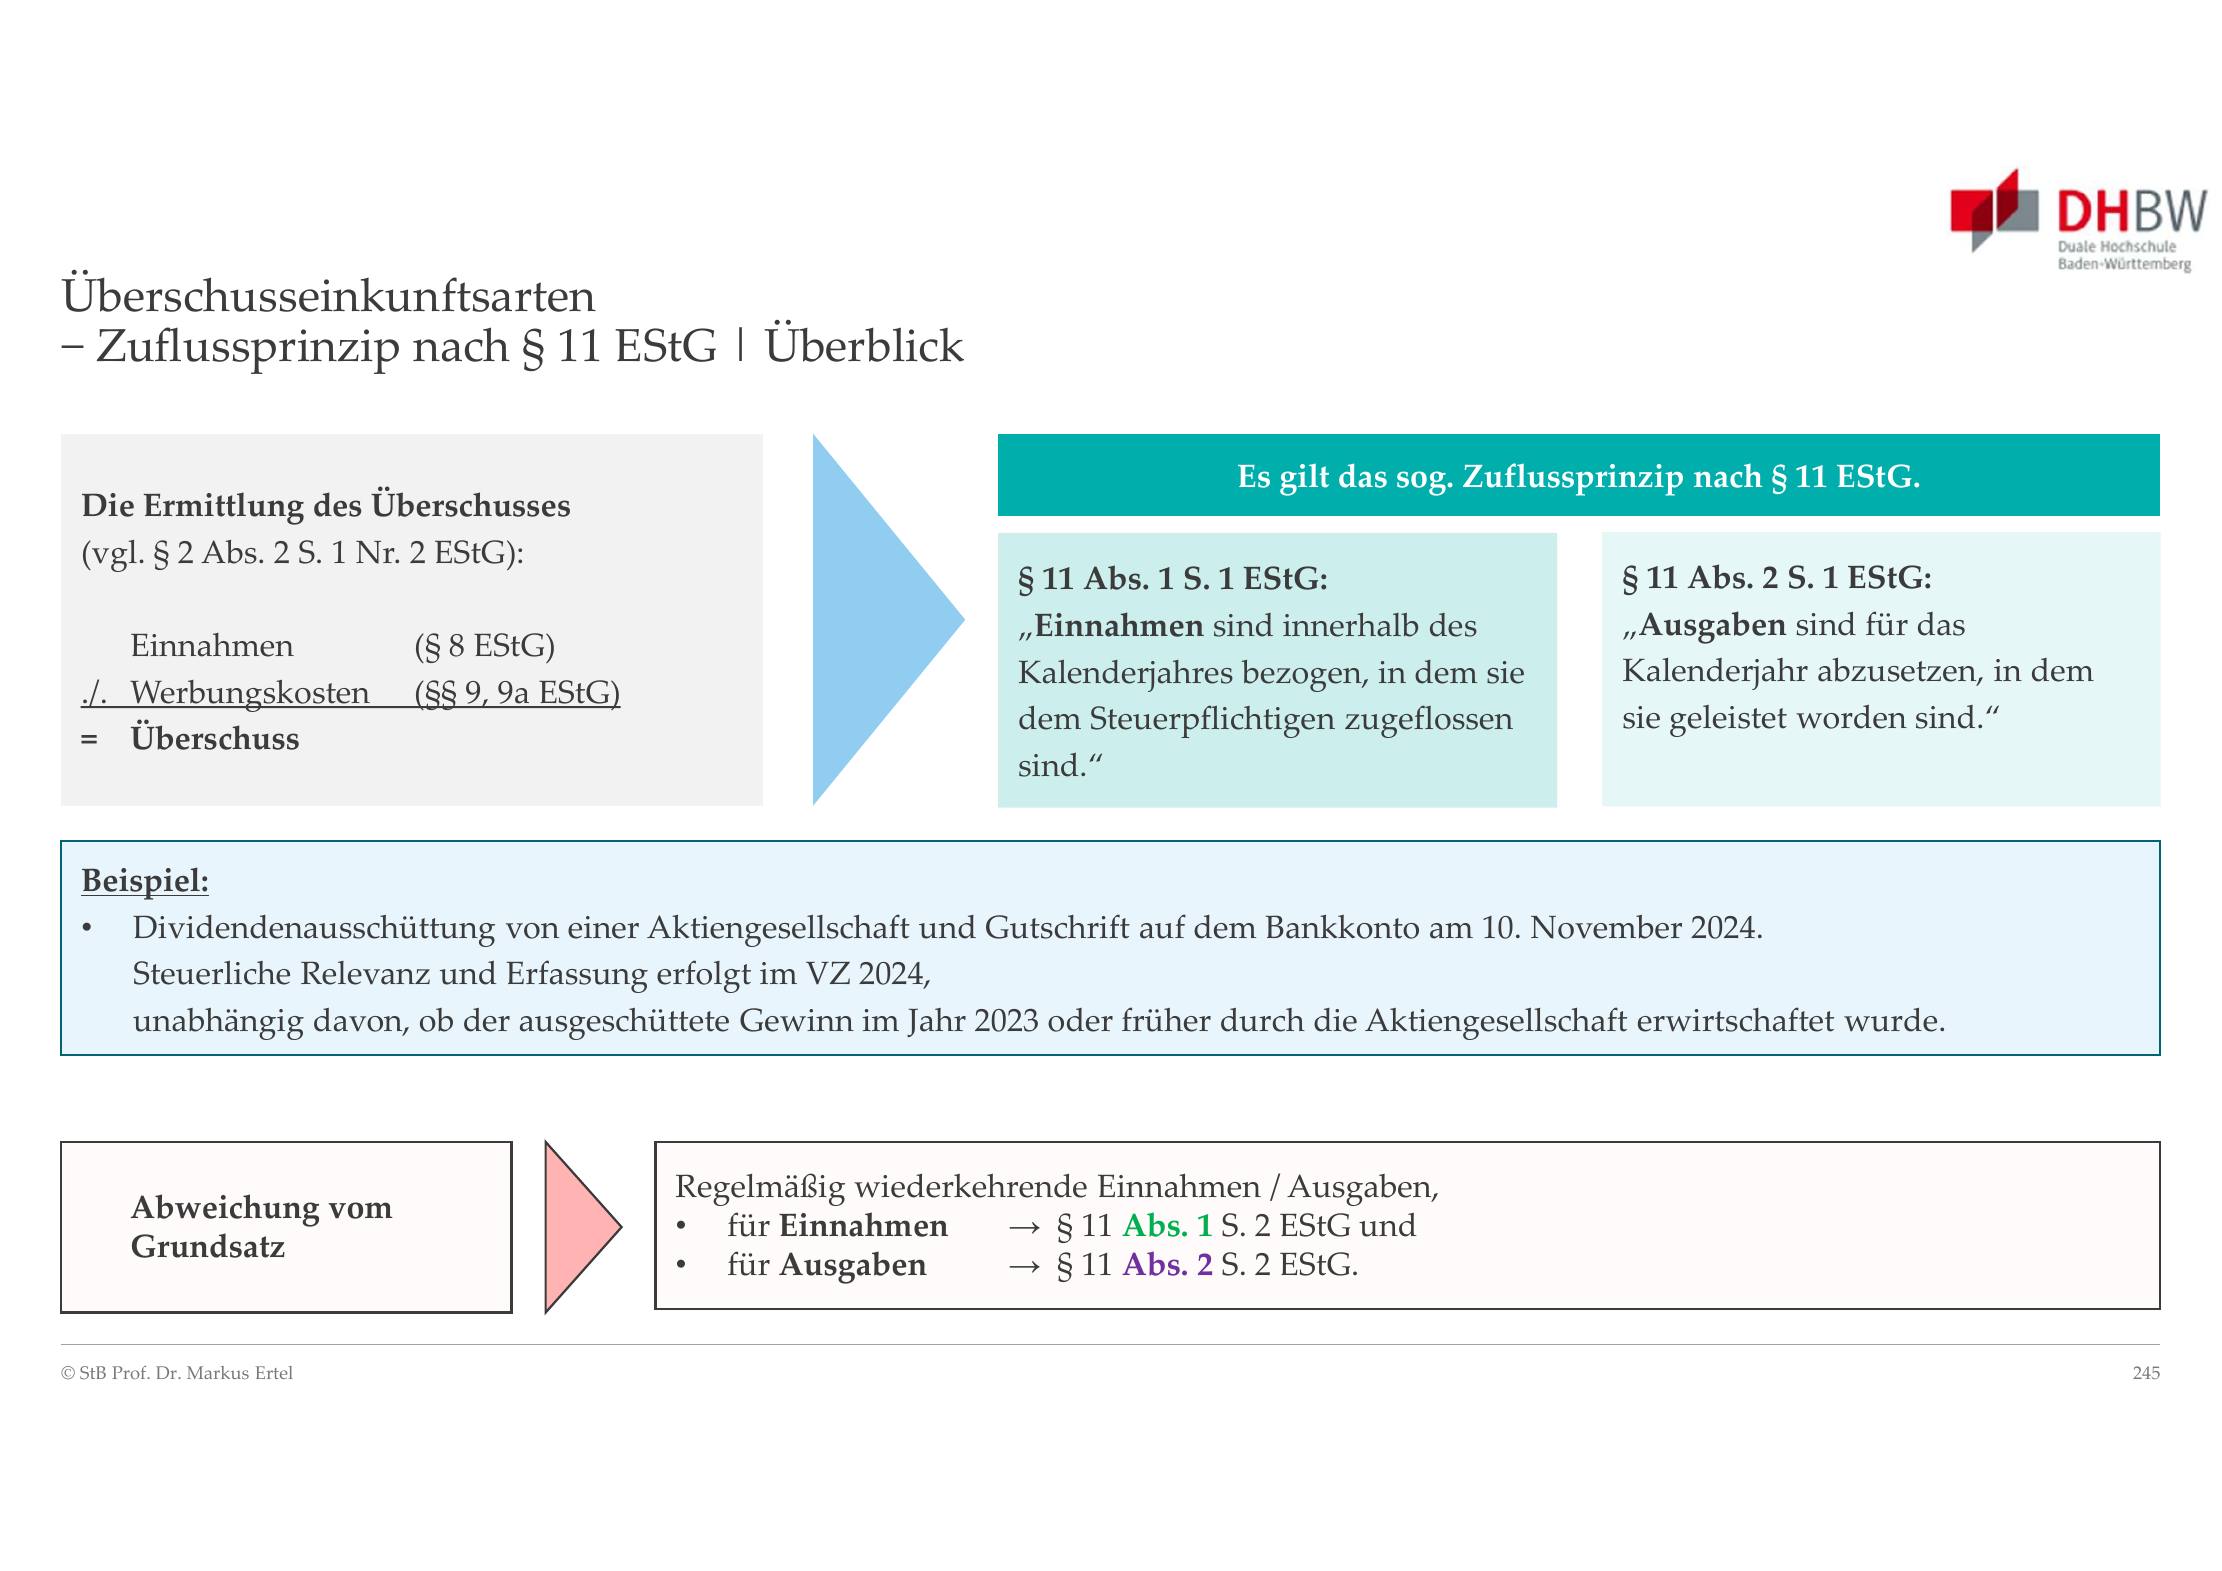 DHBW
Duale Hochschule
Baden-Württemberg
Überschusseinkunftsarten
– Zuflussprinzip nach § 11 EStG | Überblick
Die Ermittlung des Überschusses
(vgl. § 2 Abs. 2 S. 1 Nr. 2 EStG):
Einnahmen (§ 8 EStG)
./. Werbungskosten (§§ 9, 9a EStG)
= Überschuss
Es gilt das sog. Zuflussprinzip nach § 11 EStG.
§ 11 Abs. 1 S. 1 EStG:
„Einnahmen sind innerhalb des
Kalenderjahres bezogen, in dem sie
dem Steuerpflichtigen zugeflossen
sind.“
§ 11 Abs. 2 S. 1 EStG:
„Ausgaben sind für das
Kalenderjahr abzusetzen, in dem
sie geleistet worden sind.“
Beispiel:
• Dividendenausschüttung von einer Aktiengesellschaft und Gutschrift auf dem Bankkonto am 10. November 2024.
Steuerliche Relevanz und Erfassung erfolgt im VZ 2024,
unabhängig davon, ob der ausgeschüttete Gewinn im Jahr 2023 oder früher durch die Aktiengesellschaft erwirtschaftet wurde.
Abweichung vom
Grundsatz
Regelmäßig wiederkehrende Einnahmen / Ausgaben,
• für Einnahmen → § 11 Abs. 1 S. 2 EStG und
• für Ausgaben → § 11 Abs. 2 S. 2 EStG.
© StB Prof. Dr. Markus Ertel
245